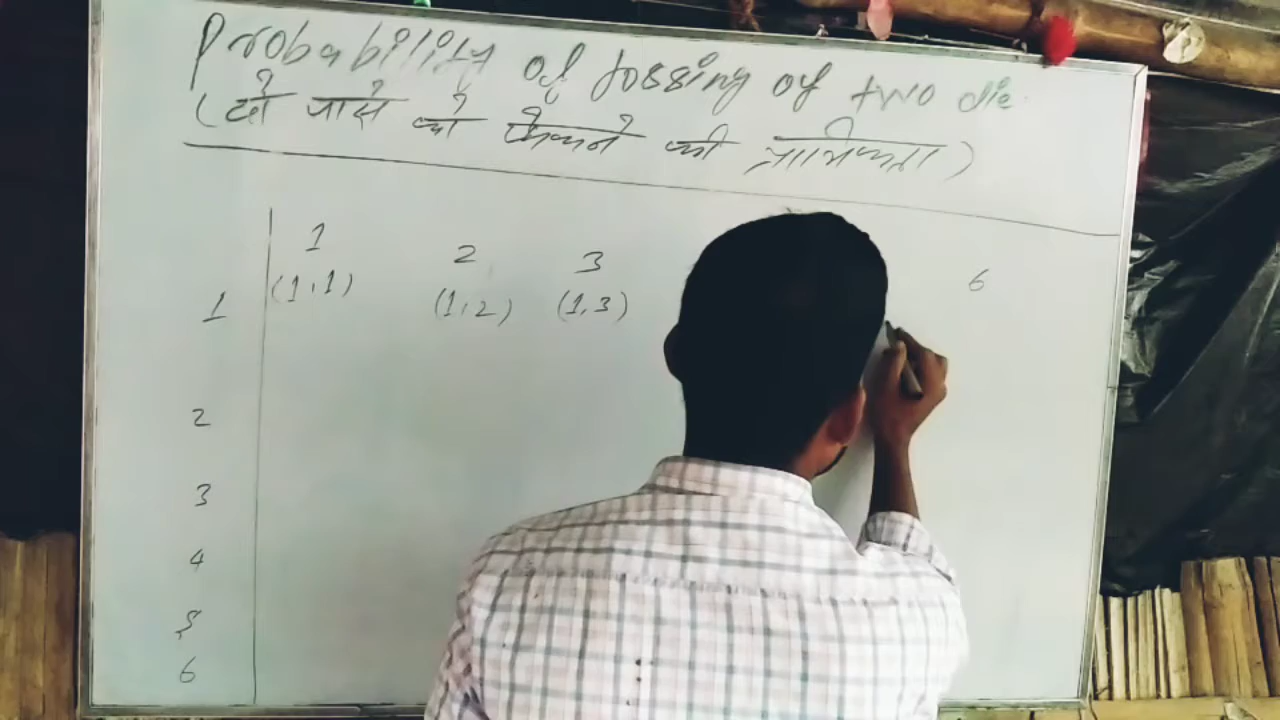 Probability of tossing of two die.
(दो पासे को फेंकने की प्रायिकता)
1 2 3 6
1 (1,1) (1,2) (1,3)
2
3
4
5
6